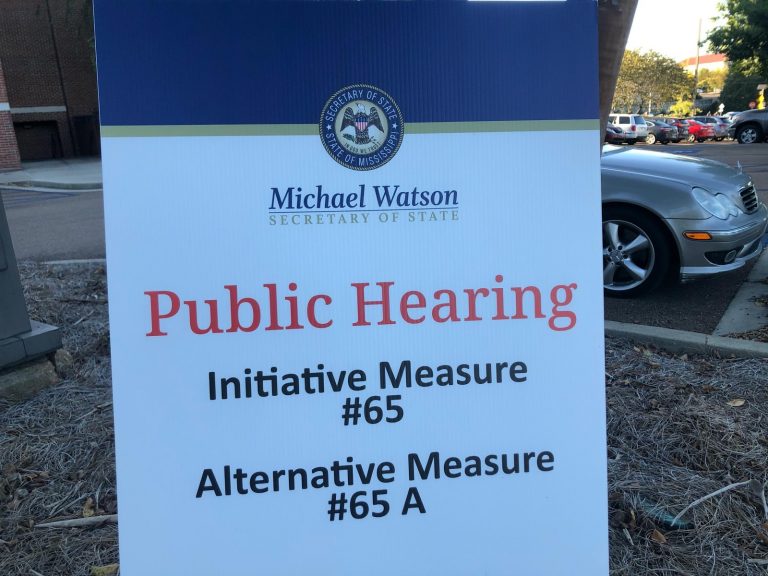 SECRETARY OF STATE
STATE OF MISSISSIPPI
Michael Watson
SECRETARY OF STATE
Public Hearing
Initiative Measure
#65
Alternative Measure
#65 A